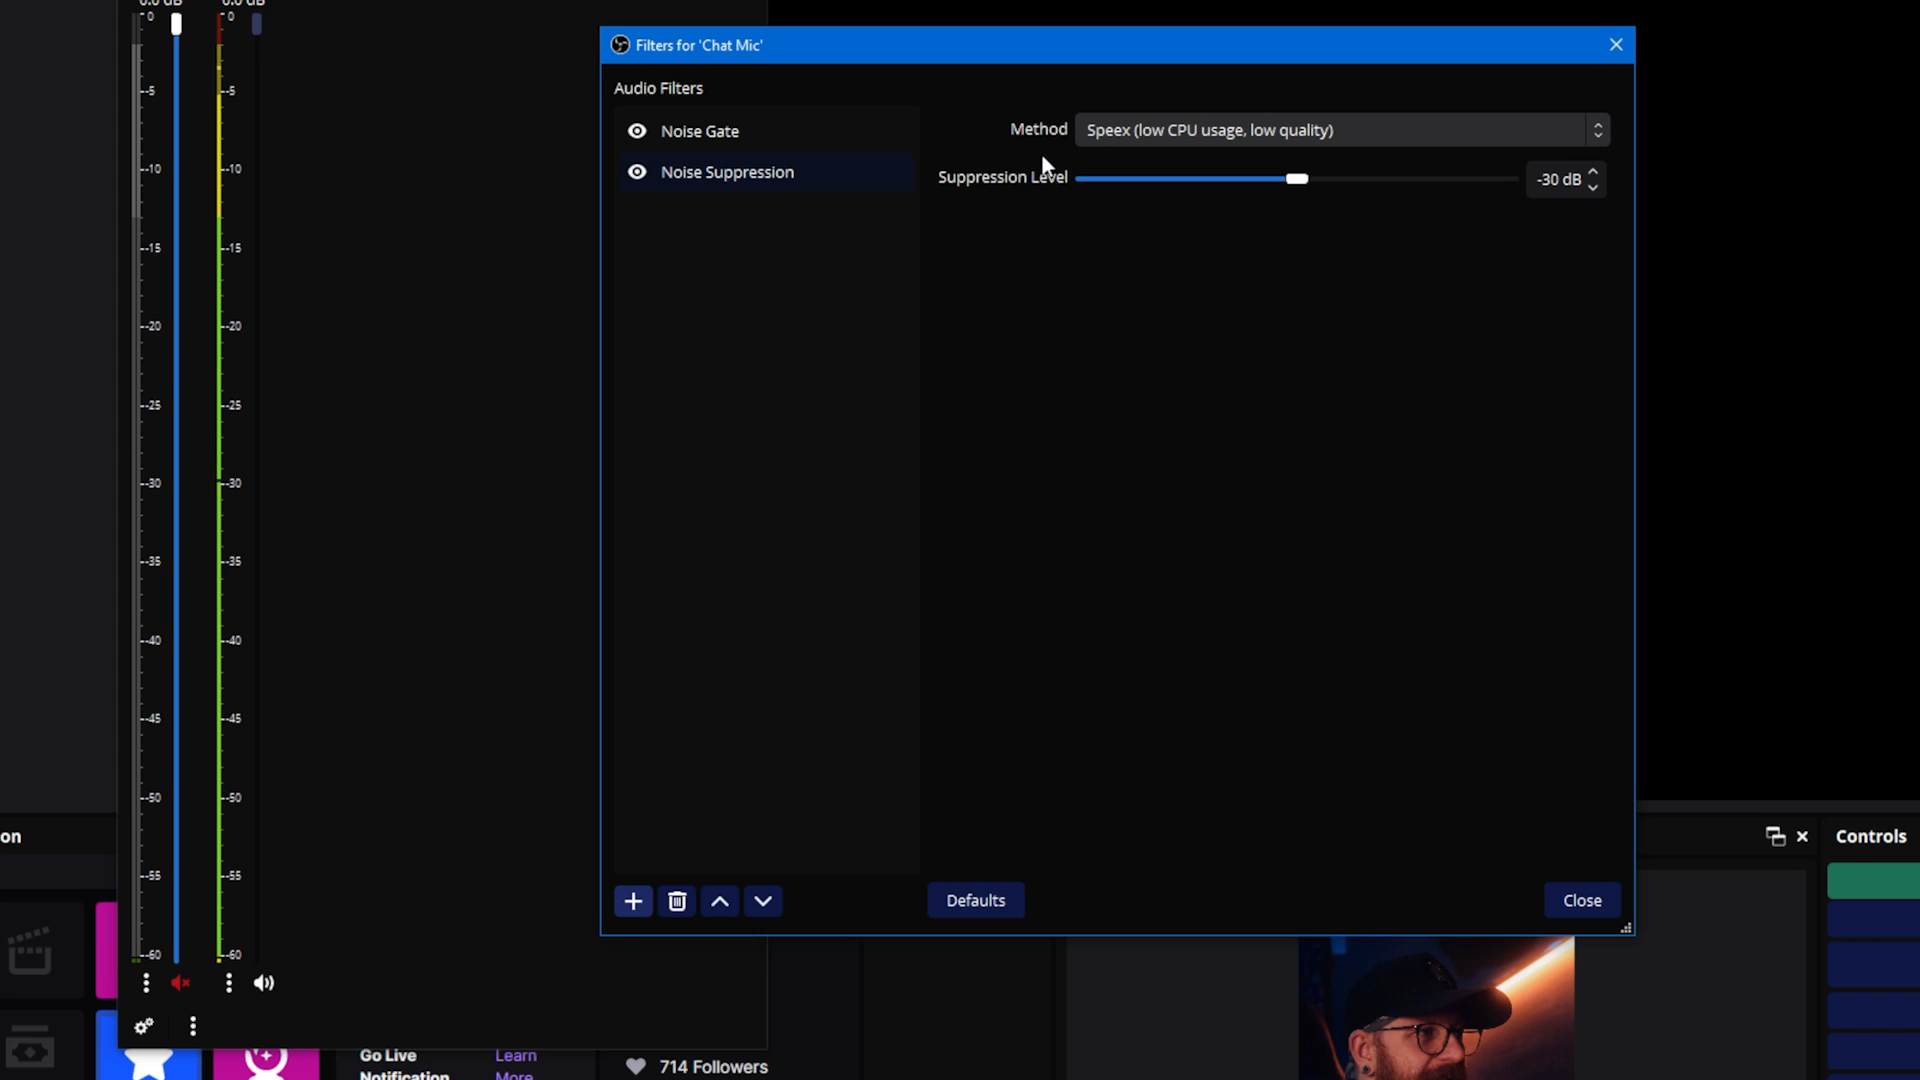 0.0 dB 0.0 dB
Filters for 'Chat Mic'
Audio Filters
Noise Gate
Noise Suppression
Method Speex (low CPU usage, low quality)
Suppression Level -30 dB
Defaults
Close
0 0
-5 -5
-10 -10
-15 -15
-20 -20
-25 -25
-30 -30
-35 -35
-40 -40
-45 -45
-50 -50
-55 -55
-60 -60
on
Controls
Go Live
Notification
Learn
More
714 Followers